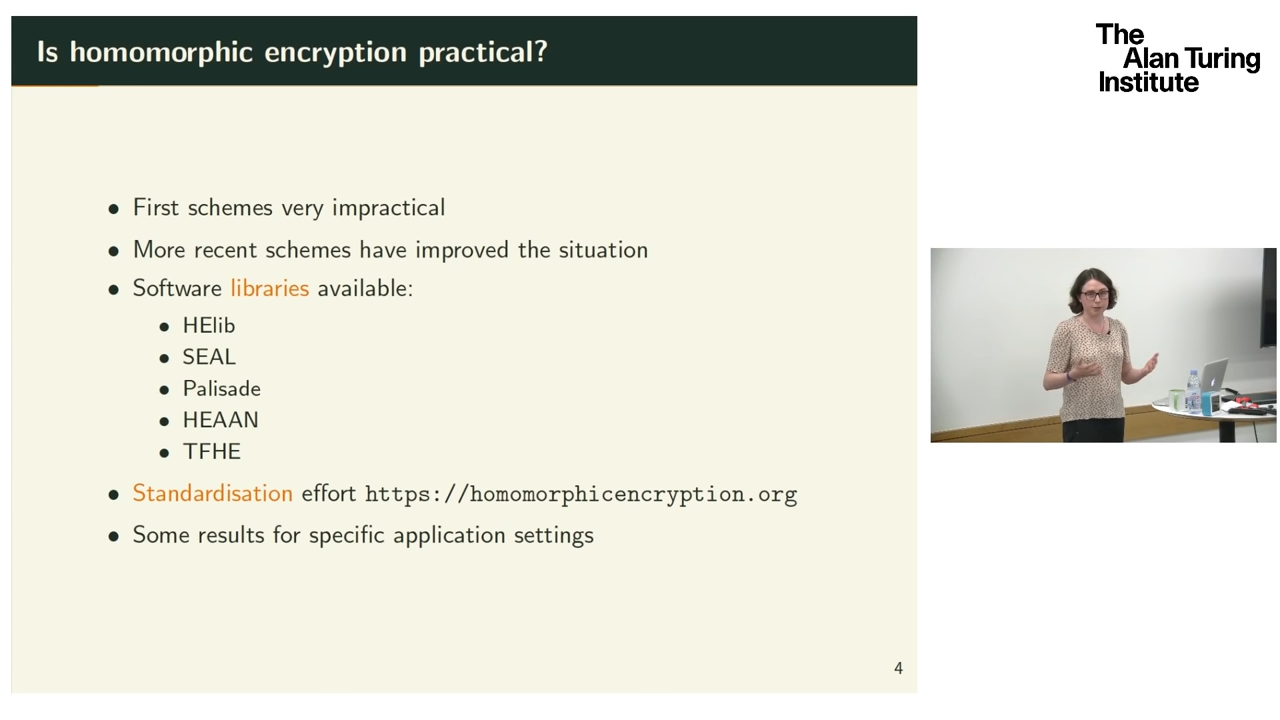 Is homomorphic encryption practical?
• First schemes very impractical
• More recent schemes have improved the situation
• Software libraries available:
• HElib
• SEAL
• Palisade
• HEAAN
• TFHE
• Standardisation effort https://homomorphicencryption.org
• Some results for specific application settings
4
The
Alan Turing
Institute